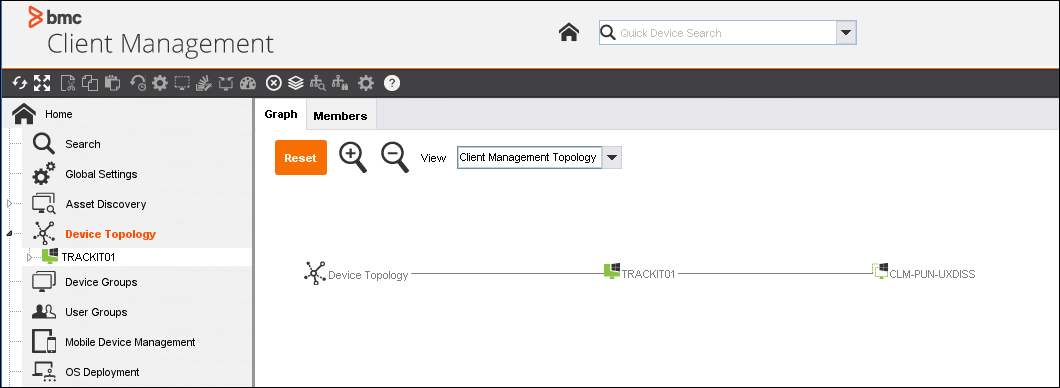 bmc
Client Management
Quick Device Search
Home
Search
Global Settings
Asset Discovery
Device Topology
TRACKIT01
Device Groups
User Groups
Mobile Device Management
OS Deployment
Graph
Members
Reset
View
Client Management Topology
Device Topology
TRACKIT01
CLM-PUN-UXDISS